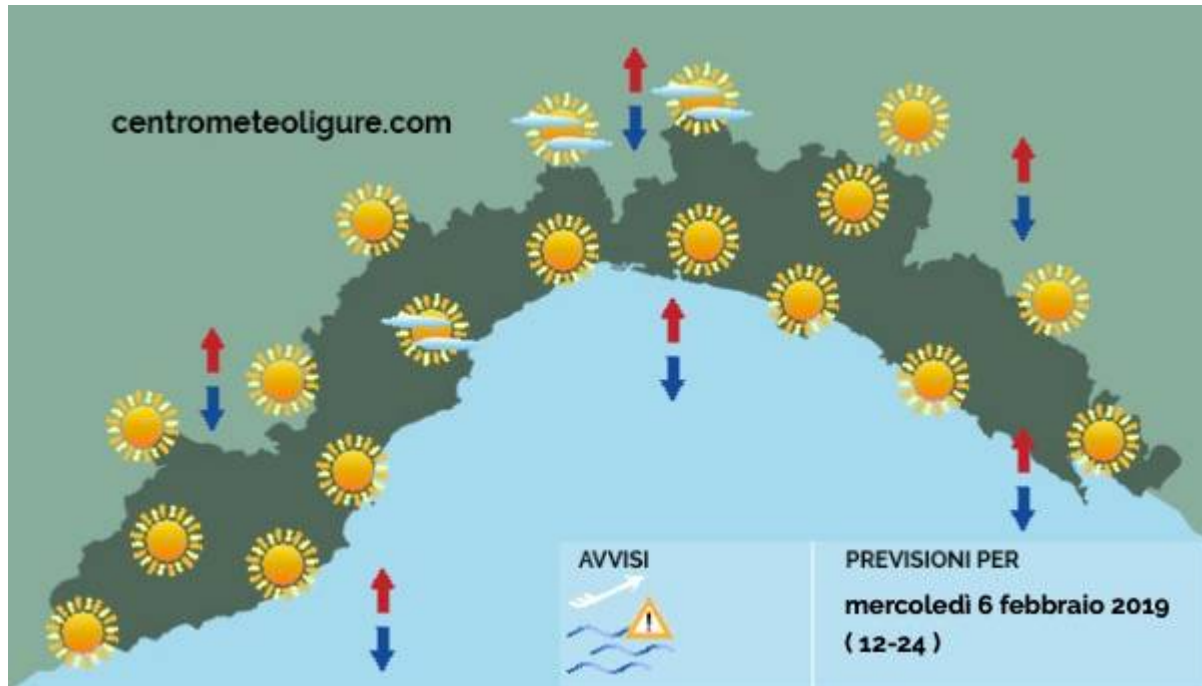 centrometeoligure.com
AVVISI
PREVISIONI PER
mercoledì 6 febbraio 2019
( 12-24 )